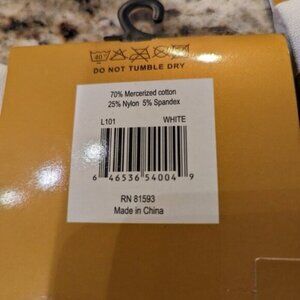 40
DO NOT TUMBLE DRY
70% Mercerized cotton
25% Nylon 5% Spandex
L101 WHITE
6 46536 54004 9
RN 81593
Made in China